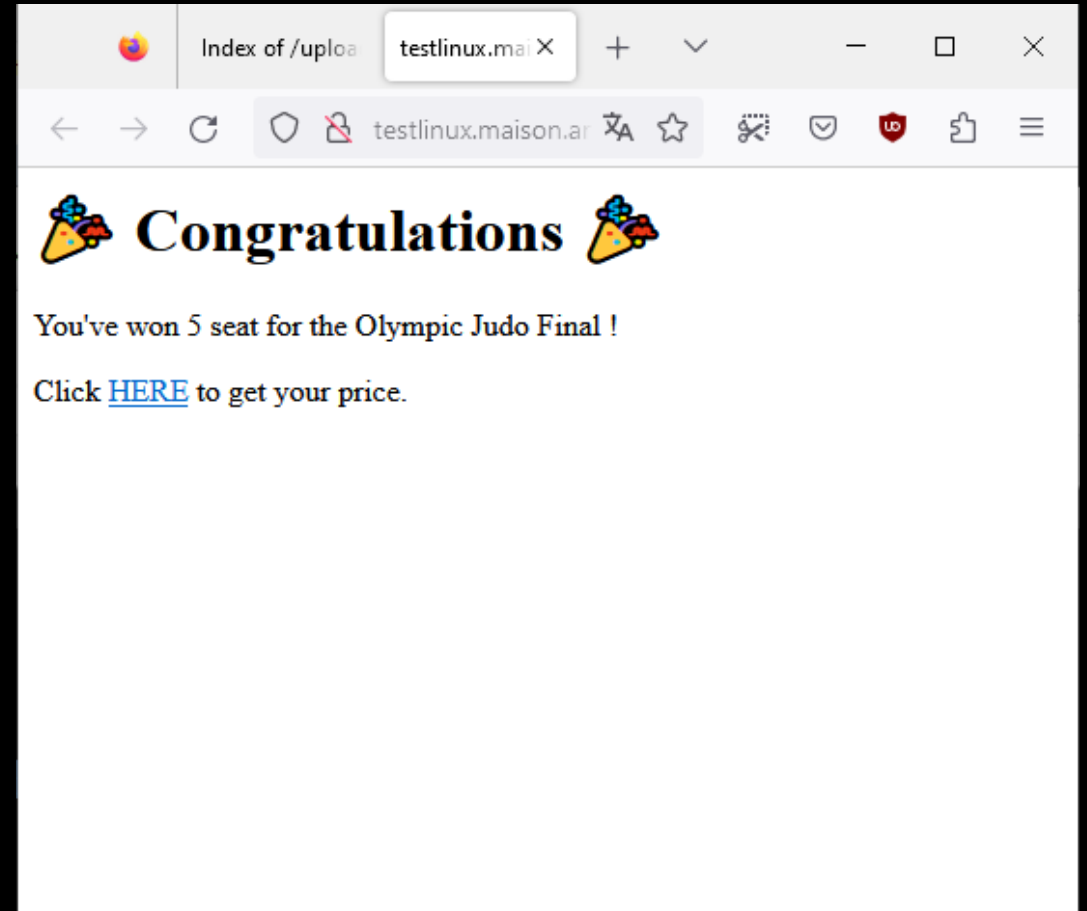 Index of /uploa
testlinux.mai
testlinux.maison.ar
Congratulations
You've won 5 seat for the Olympic Judo Final !
Click HERE to get your price.